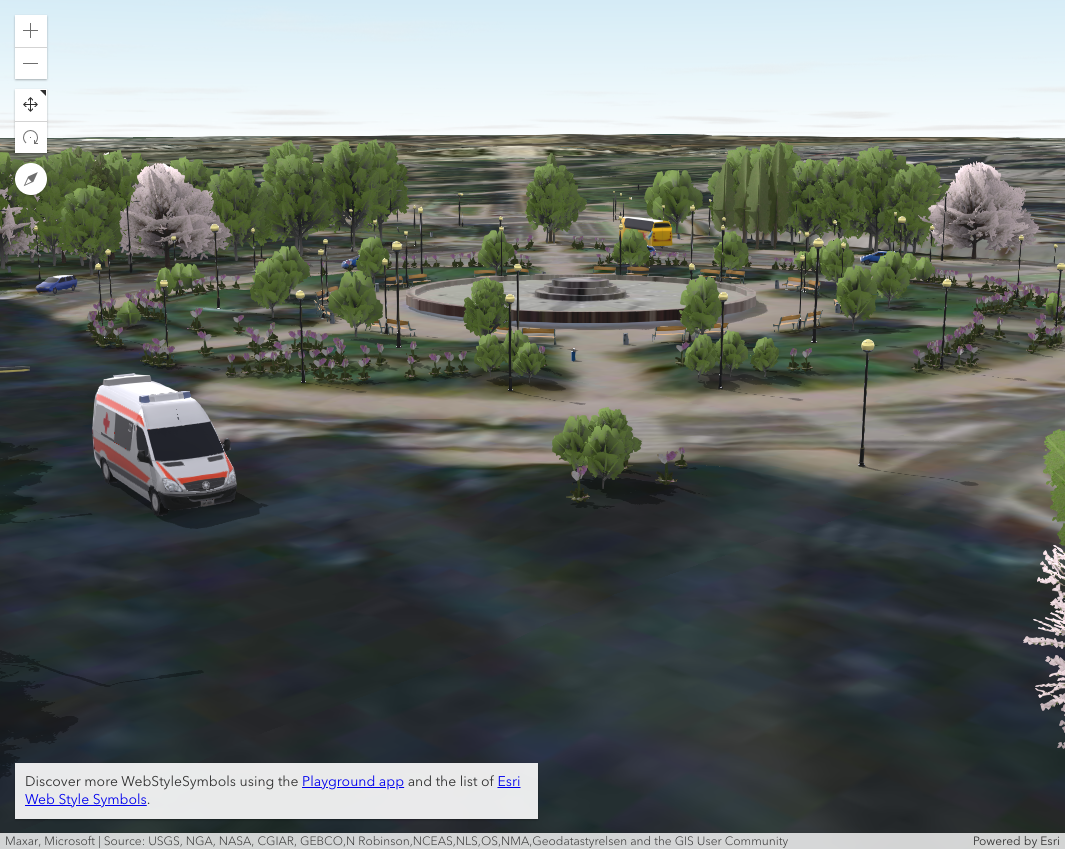 Discover more WebStyleSymbols using the Playground app and the list of Esri
Web Style Symbols.
Maxar, Microsoft | Source: USGS, NGA, NASA, CGIAR, GEBCO,N Robinson,NCEAS,NLS,OS,NMA,Geodatastyrelsen and the GIS User Community
Powered by Esri